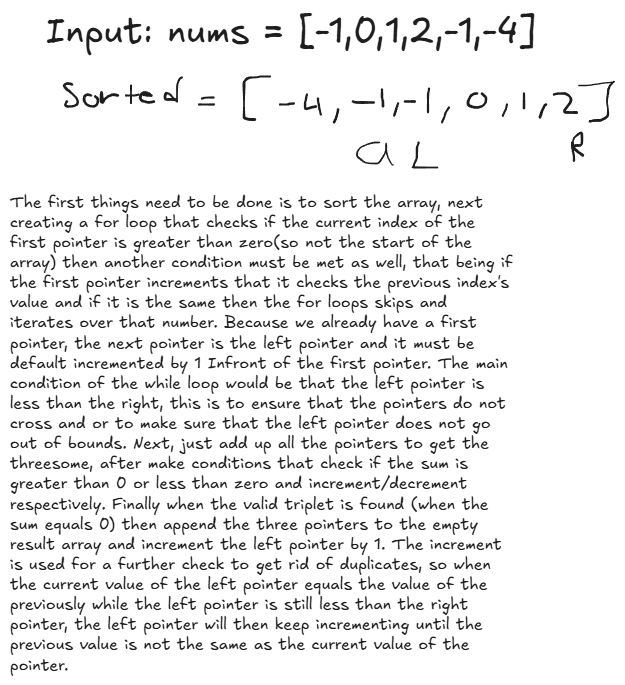 Input: nums = [-1,0,1,2,-1,-4]
Sorted = [-4, -1,-1, 0, 1, 2]
a L R
The first things need to be done is to sort the array, next
creating a for loop that checks if the current index of the
first pointer is greater than zero(so not the start of the
array) then another condition must be met as well, that being if
the first pointer increments that it checks the previous index's
value and if it is the same then the for loops skips and
iterates over that number. Because we already have a first
pointer, the next pointer is the left pointer and it must be
default incremented by 1 Infront of the first pointer. The main
condition of the while loop would be that the left pointer is
less than the right, this is to ensure that the pointers do not
cross and or to make sure that the left pointer does not go
out of bounds. Next, just add up all the pointers to get the
threesome, after make conditions that check if the sum is
greater than 0 or less than zero and increment/decrement
respectively. Finally when the valid triplet is found (when the
sum equals 0) then append the three pointers to the empty
result array and increment the left pointer by 1. The increment
is used for a further check to get rid of duplicates, so when
the current value of the left pointer equals the value of the
previously while the left pointer is still less than the right
pointer, the left pointer will then keep incrementing until the
previous value is not the same as the current value of the
pointer.